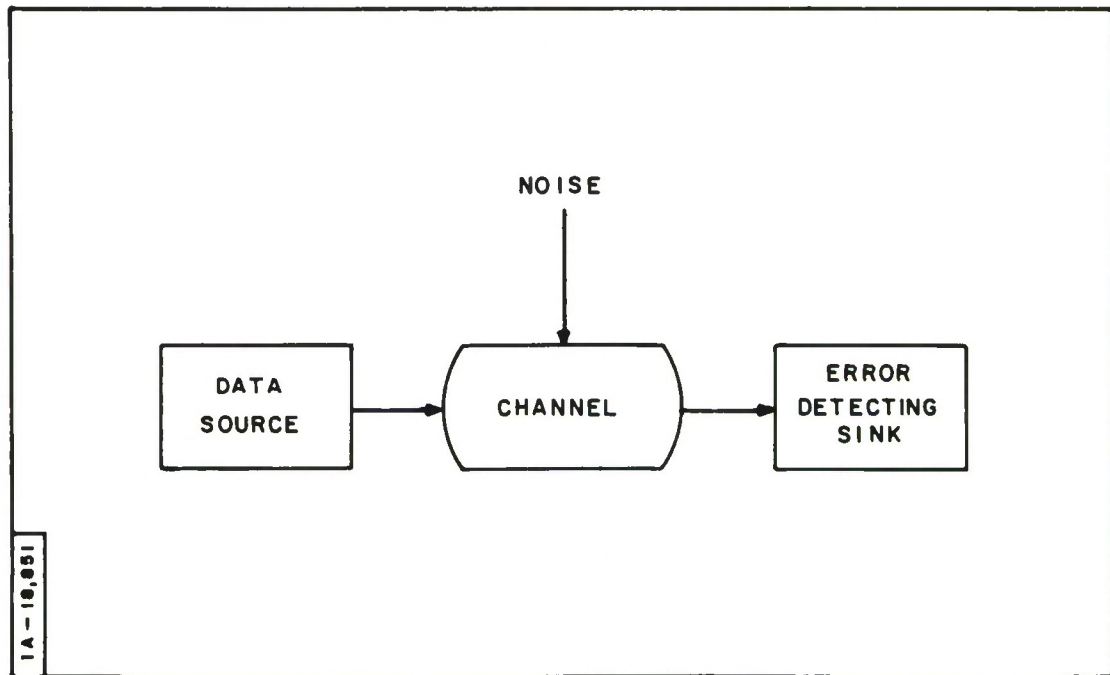 NOISE
DATA
SOURCE
CHANNEL
ERROR
DETECTING
SINK
1A-18,851